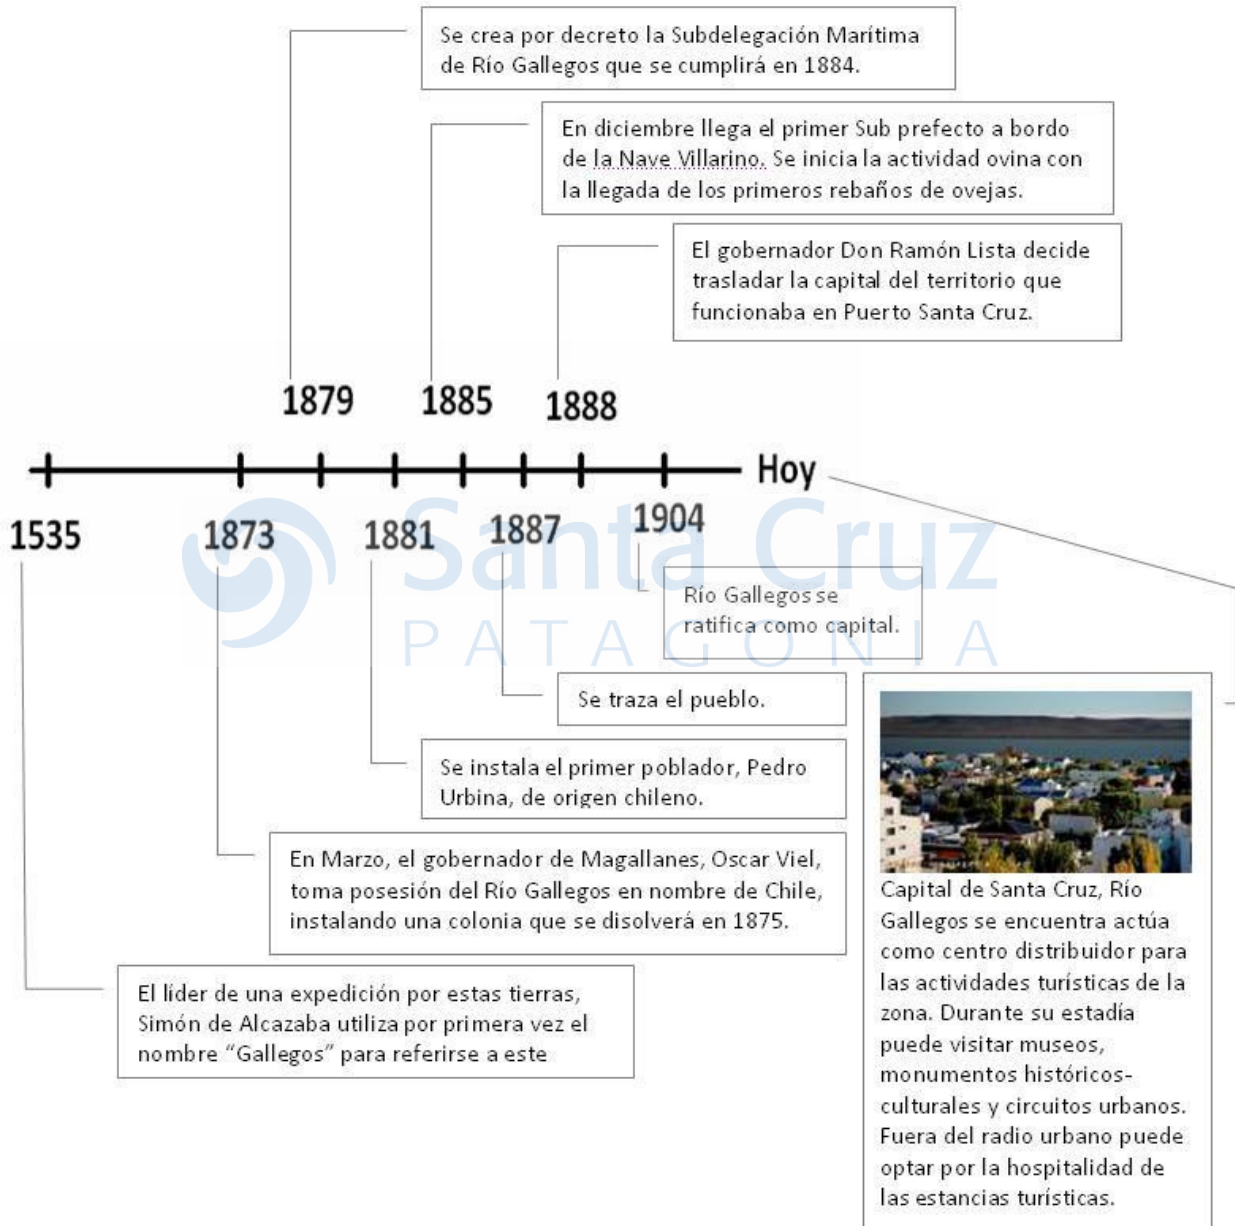 Se crea por decreto la Subdelegación Marítima
de Río Gallegos que se cumplirá en 1884.
En diciembre llega el primer Sub prefecto a bordo
de la Nave Villarino. Se inicia la actividad ovina con
la llegada de los primeros rebaños de ovejas.
El gobernador Don Ramón Lista decide
trasladar la capital del territorio que
funcionaba en Puerto Santa Cruz.
1879
1885
1888
Hoy
1535
1873
1881
1887
1904
Santa Cruz
PATAGONIA
Río Gallegos se
ratifica como capital.
Se traza el pueblo.
Se instala el primer poblador, Pedro
Urbina, de origen chileno.
En Marzo, el gobernador de Magallanes, Oscar Viel,
toma posesión del Río Gallegos en nombre de Chile,
instalando una colonia que se disolverá en 1875.
El líder de una expedición por estas tierras,
Simón de Alcazaba utiliza por primera vez el
nombre “Gallegos” para referirse a este
Capital de Santa Cruz, Río
Gallegos se encuentra actúa
como centro distribuidor para
las actividades turísticas de la
zona. Durante su estadía
puede visitar museos,
monumentos históricos-
culturales y circuitos urbanos.
Fuera del radio urbano puede
optar por la hospitalidad de
las estancias turísticas.